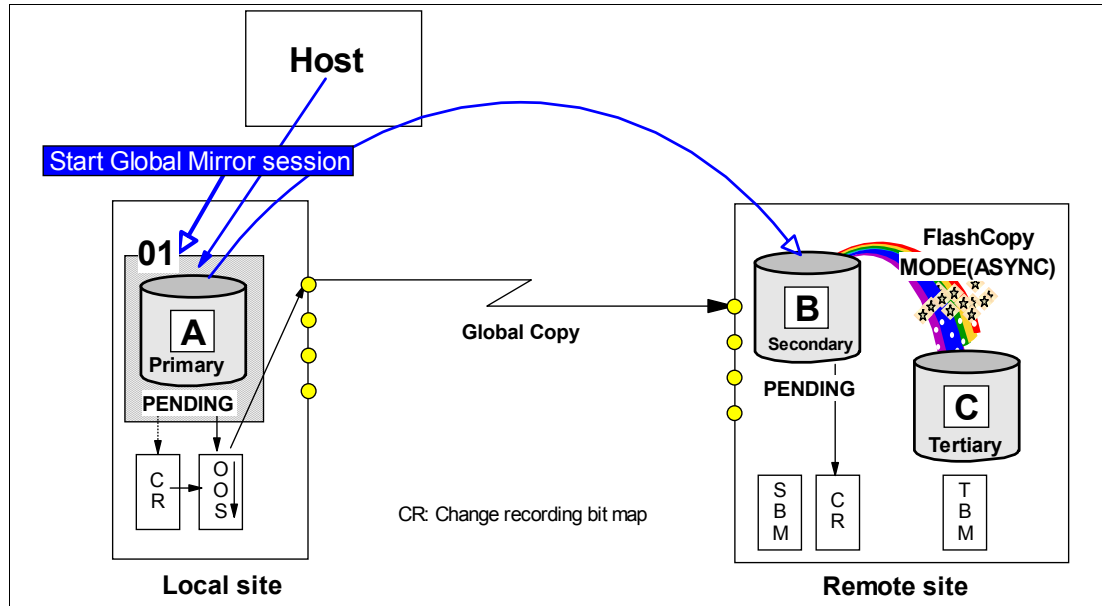 Host
Start Global Mirror session
01
A
Primary
PENDING
C
R
O
O
S
Local site
Global Copy
CR: Change recording bit map
FlashCopy
MODE(ASYNC)
B
Secondary
PENDING
C
Tertiary
S
B
M
C
R
T
B
M
Remote site